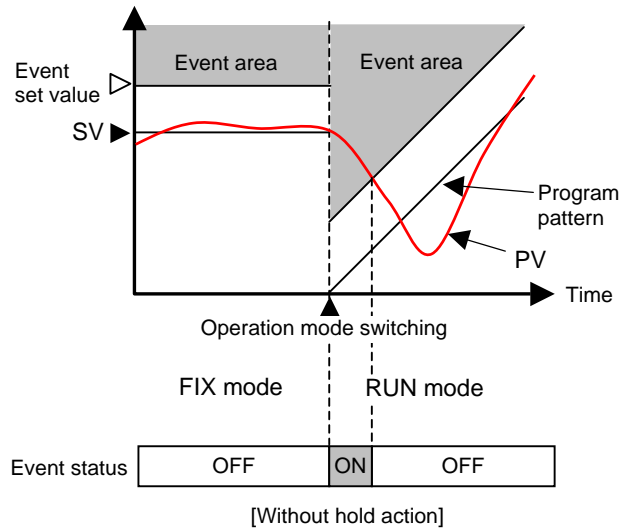 Event area
Event area
Event
set value
SV
Program
pattern
PV
Time
Operation mode switching
FIX mode
RUN mode
Event status
OFF
ON
OFF
[Without hold action]